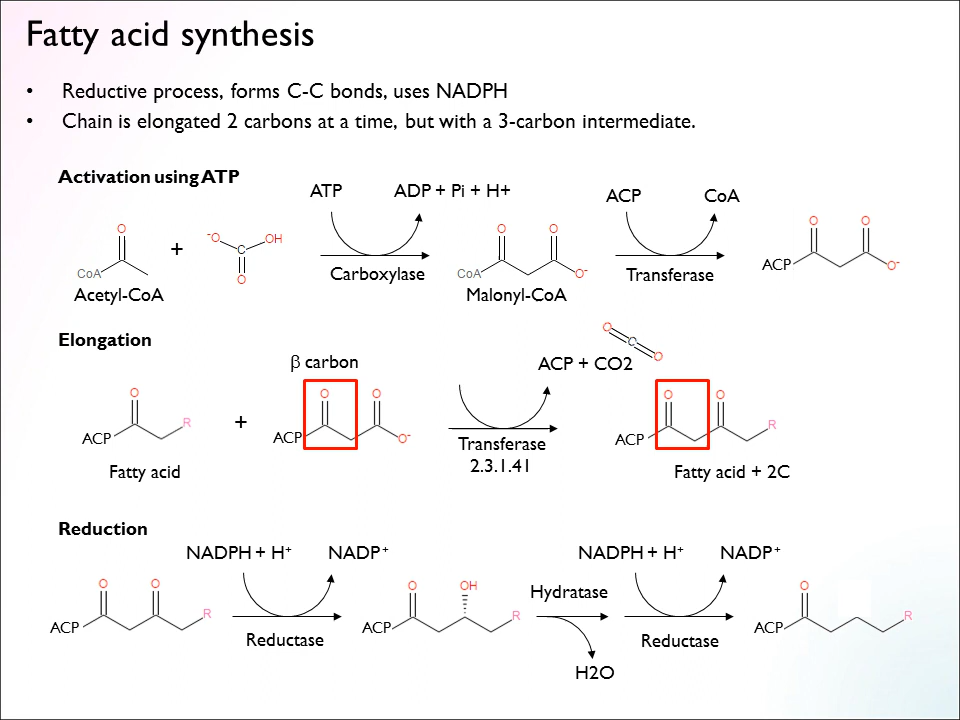 Fatty acid synthesis
• Reductive process, forms C-C bonds, uses NADPH
• Chain is elongated 2 carbons at a time, but with a 3-carbon intermediate.
Activation using ATP
ATP ADP + Pi + H+ ACP CoA
O CoA + -O C OH O Carboxylase O O CoA O- Transferase O O ACP O-
Acetyl-CoA Malonyl-CoA
Elongation
O C O
β carbon ACP + CO2
O R ACP + O O ACP O- Transferase O O R ACP
2.3.1.41
Fatty acid Fatty acid + 2C
Reduction
NADPH + H+ NADP+ NADPH + H+ NADP+
O O R ACP Reductase O OH R ACP Hydratase H2O Reductase O R ACP